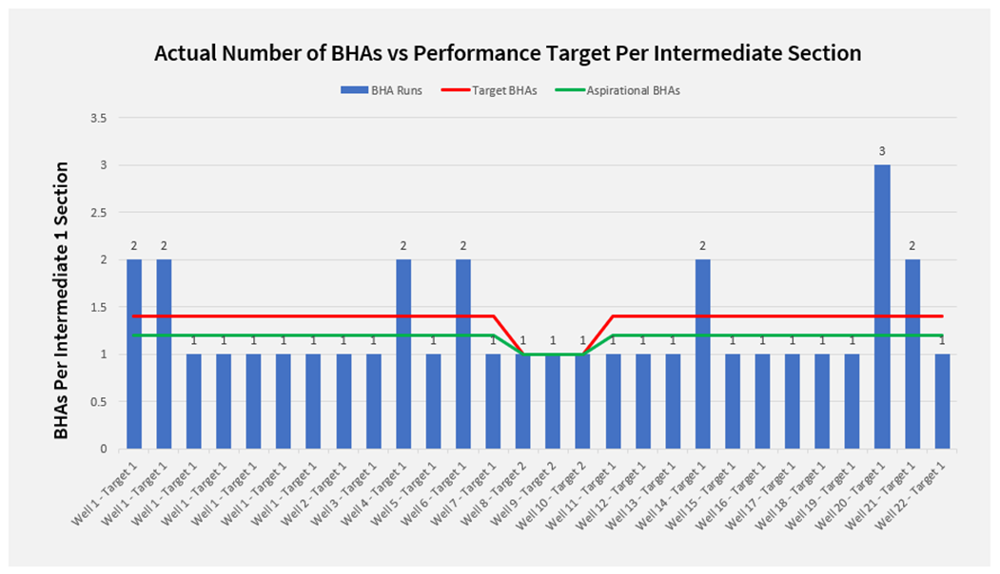 Actual Number of BHAs vs Performance Target Per Intermediate Section
BHA Runs Target BHAs Aspirational BHAs
BHAs Per Intermediate 1 Section
3.5
3
2.5
2
1.5
1
0.5
0
2 2 1 1 1 1 1 1 1 2 1 2 1 1 1 1 1 1 1 2 1 1 1 1 1 3 2 1
Well 1 - Target 1
Well 1 - Target 1
Well 1 - Target 1
Well 1 - Target 1
Well 1 - Target 1
Well 1 - Target 1
Well 1 - Target 1
Well 2 - Target 1
Well 3 - Target 1
Well 4 - Target 1
Well 5 - Target 1
Well 6 - Target 1
Well 7 - Target 1
Well 8 - Target 2
Well 9 - Target 2
Well 10 - Target 2
Well 11 - Target 1
Well 12 - Target 1
Well 13 - Target 1
Well 14 - Target 1
Well 15 - Target 1
Well 16 - Target 1
Well 17 - Target 1
Well 18 - Target 1
Well 19 - Target 1
Well 20 - Target 1
Well 21 - Target 1
Well 22 - Target 1